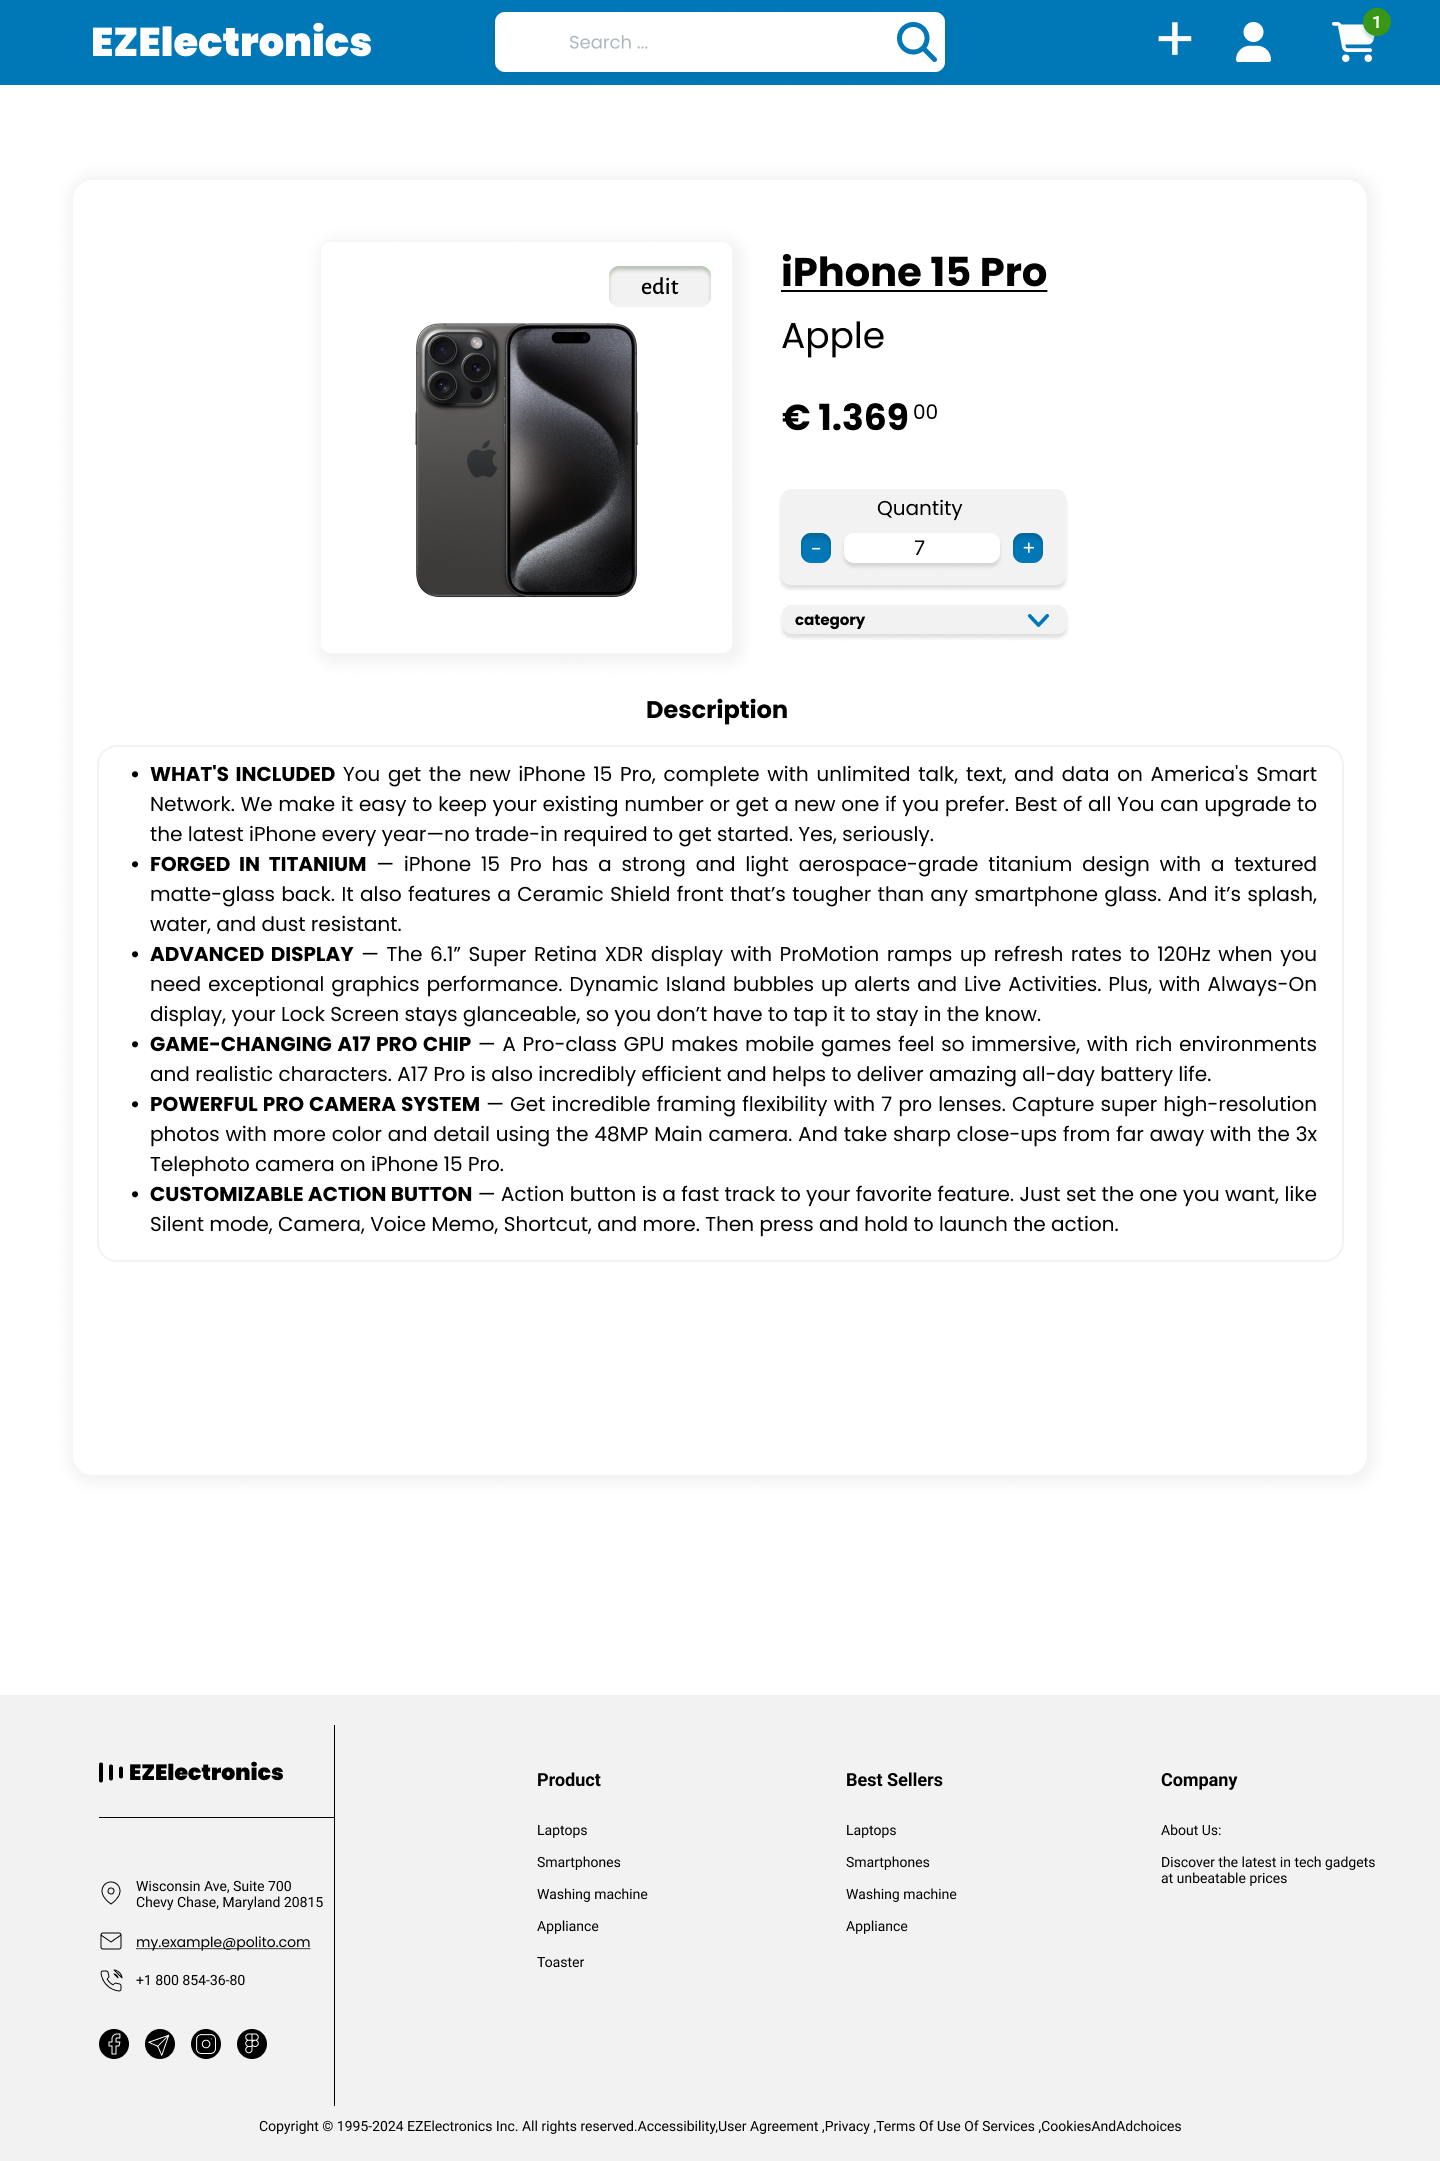 EZElectronics
Search ...
+
1
edit
iPhone 15 Pro
Apple
€ 1.369 00
Quantity
- 7 +
category
Description
• WHAT'S INCLUDED You get the new iPhone 15 Pro, complete with unlimited talk, text, and data on America's Smart
Network. We make it easy to keep your existing number or get a new one if you prefer. Best of all You can upgrade to
the latest iPhone every year—no trade-in required to get started. Yes, seriously.
• FORGED IN TITANIUM — iPhone 15 Pro has a strong and light aerospace-grade titanium design with a textured
matte-glass back. It also features a Ceramic Shield front that’s tougher than any smartphone glass. And it’s splash,
water, and dust resistant.
• ADVANCED DISPLAY — The 6.1” Super Retina XDR display with ProMotion ramps up refresh rates to 120Hz when you
need exceptional graphics performance. Dynamic Island bubbles up alerts and Live Activities. Plus, with Always-On
display, your Lock Screen stays glanceable, so you don’t have to tap it to stay in the know.
• GAME-CHANGING A17 PRO CHIP — A Pro-class GPU makes mobile games feel so immersive, with rich environments
and realistic characters. A17 Pro is also incredibly efficient and helps to deliver amazing all-day battery life.
• POWERFUL PRO CAMERA SYSTEM — Get incredible framing flexibility with 7 pro lenses. Capture super high-resolution
photos with more color and detail using the 48MP Main camera. And take sharp close-ups from far away with the 3x
Telephoto camera on iPhone 15 Pro.
• CUSTOMIZABLE ACTION BUTTON — Action button is a fast track to your favorite feature. Just set the one you want, like
Silent mode, Camera, Voice Memo, Shortcut, and more. Then press and hold to launch the action.
EZElectronics
Wisconsin Ave, Suite 700
Chevy Chase, Maryland 20815
my.example@polito.com
+1 800 854-36-80
Product
Laptops
Smartphones
Washing machine
Appliance
Toaster
Best Sellers
Laptops
Smartphones
Washing machine
Appliance
Company
About Us:
Discover the latest in tech gadgets
at unbeatable prices
Copyright © 1995-2024 EZElectronics Inc. All rights reserved.Accessibility,User Agreement ,Privacy ,Terms Of Use Of Services ,CookiesAndAdchoices